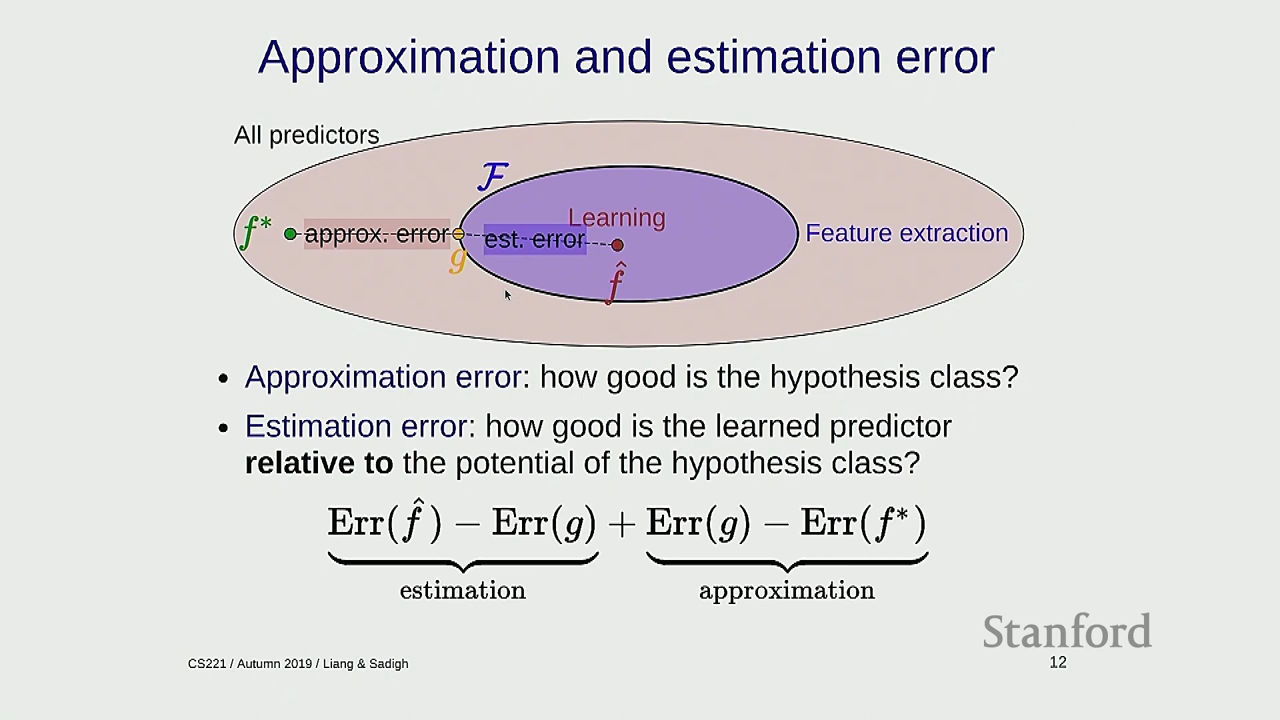 Approximation and estimation error
All predictors
F
Learning
f* approx. error est. error Feature extraction
g
f̂
• Approximation error: how good is the hypothesis class?
• Estimation error: how good is the learned predictor
relative to the potential of the hypothesis class?
Err(f̂) − Err(g) + Err(g) − Err(f*)
estimation approximation
Stanford
CS221 / Autumn 2019 / Liang & Sadigh 12